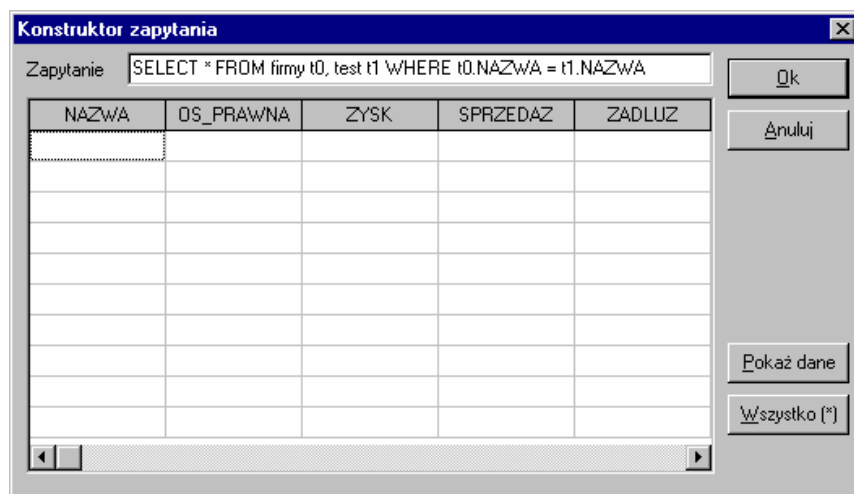 Konstruktor zapytania
Zapytanie SELECT * FROM firmy t0, test t1 WHERE t0.NAZWA = t1.NAZWA
Ok
NAZWA OS_PRAWNA ZYSK SPRZEDAZ ZADLUZ
Anuluj
Pokaż dane
Wszystko (*)